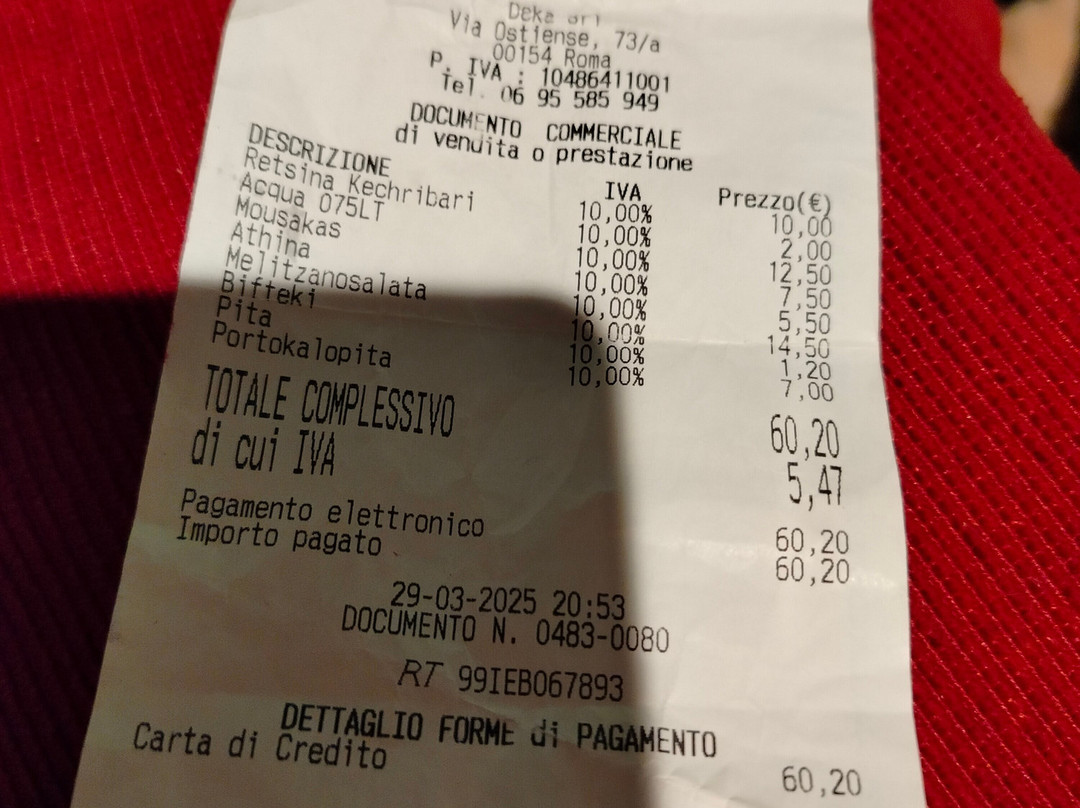 Deke srl
Via Ostiense, 73/a
00154 Roma
P. IVA : 10486411001
Tel. 06 95 585 949
DOCUMENTO COMMERCIALE
di vendita o prestazione
DESCRIZIONE IVA Prezzo(€)
Retsina Kechribari 10,00% 10,00
Acqua 075LT 10,00% 2,00
Mousakas 10,00% 12,50
Athina 10,00% 7,50
Melitzanosalata 10,00% 5,50
Bifteki 10,00% 14,50
Pita 10,00% 1,20
Portokalopita 10,00% 7,00
TOTALE COMPLESSIVO 60,20
di cui IVA 5,47
Pagamento elettronico 60,20
Importo pagato 60,20
29-03-2025 20:53
DOCUMENTO N. 0483-0080
RT 99IEB067893
DETTAGLIO FORME di PAGAMENTO
Carta di Credito 60,20